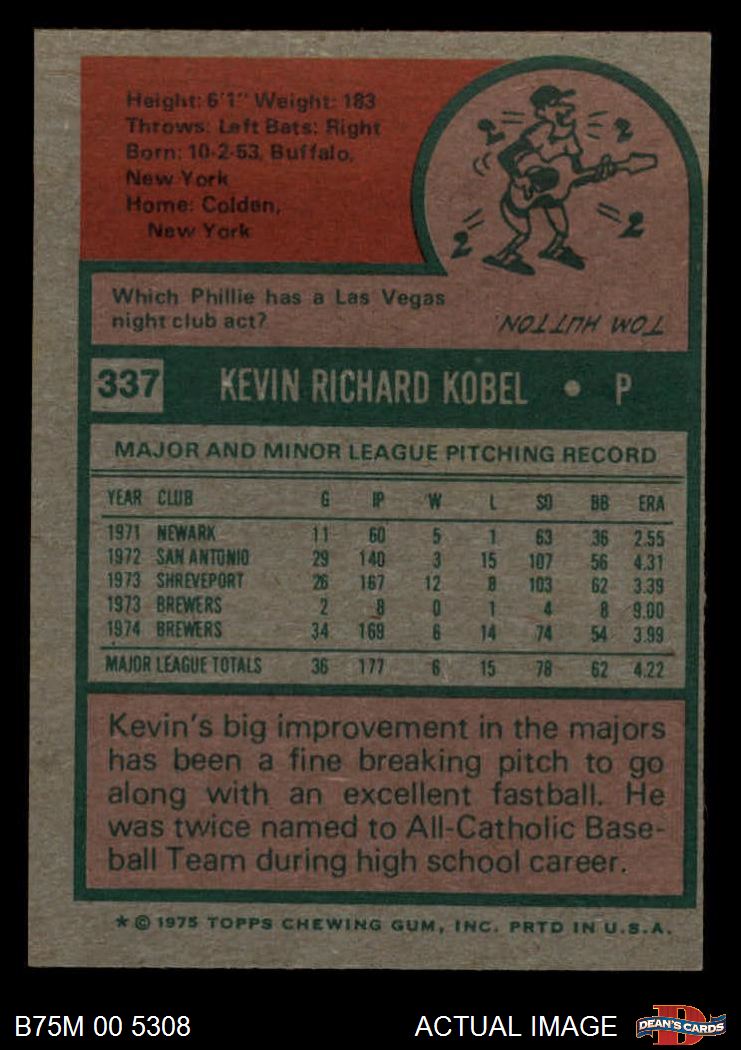 Height: 6'1" Weight: 183
Throws: Left Bats: Right
Born: 10-2-53, Buffalo,
New York
Home: Colden,
New York
2 2
2 2
Which Phillie has a Las Vegas
night club act?
TOM HUTTON.
337 KEVIN RICHARD KOBEL • P
MAJOR AND MINOR LEAGUE PITCHING RECORD
YEAR CLUB G IP W L SO BB ERA
1971 NEWARK 11 60 5 1 63 36 2.55
1972 SAN ANTONIO 29 140 3 15 107 56 4.31
1973 SHREVEPORT 26 167 12 8 103 62 3.39
1973 BREWERS 2 8 0 1 4 8 9.00
1974 BREWERS 34 169 6 14 74 54 3.99
MAJOR LEAGUE TOTALS 36 177 6 15 78 62 4.22
Kevin's big improvement in the majors
has been a fine breaking pitch to go
along with an excellent fastball. He
was twice named to All-Catholic Base-
ball Team during high school career.
* © 1975 TOPPS CHEWING GUM, INC. PRTD IN U.S.A.
B75M 00 5308 ACTUAL IMAGE D DEAN'S CARDS